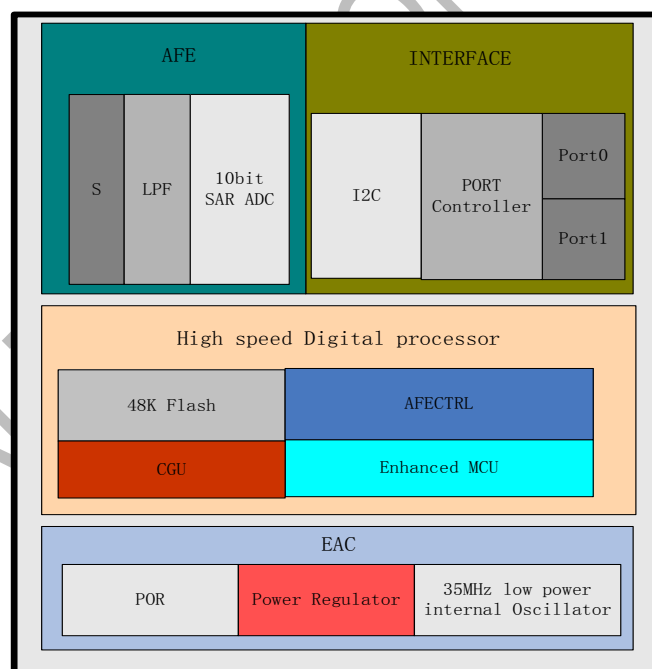 AFE
INTERFACE
S
LPF
10bit
SAR ADC
I2C
PORT
Controller
Port0
Port1
High speed Digital processor
48K Flash
AFECTRL
CGU
Enhanced MCU
EAC
POR
Power Regulator
35MHz low power
internal Oscillator